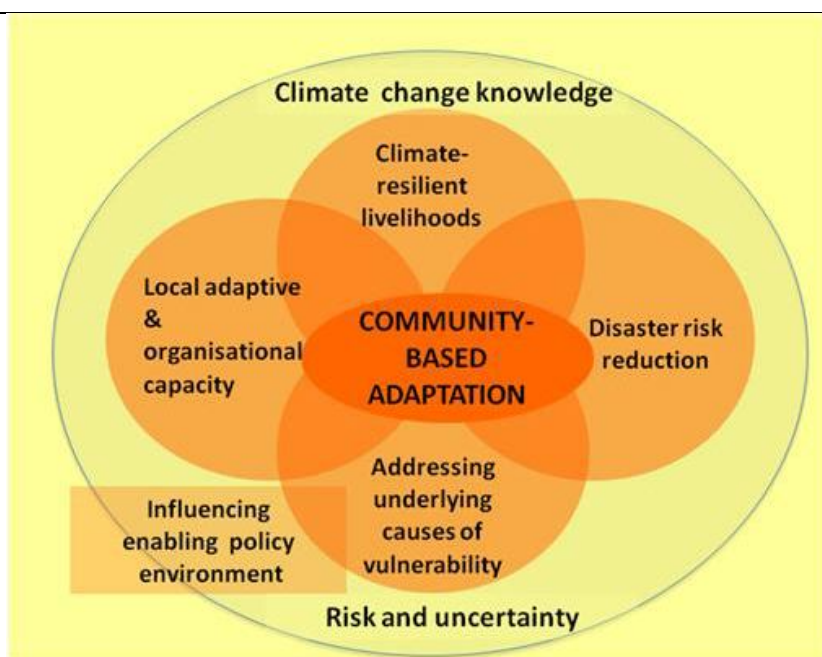 Climate change knowledge
Climate-
resilient
livelihoods
Local adaptive
&
organisational
capacity
COMMUNITY-
BASED
ADAPTATION
Disaster risk
reduction
Addressing
underlying
causes of
vulnerability
Influencing
enabling policy
environment
Risk and uncertainty